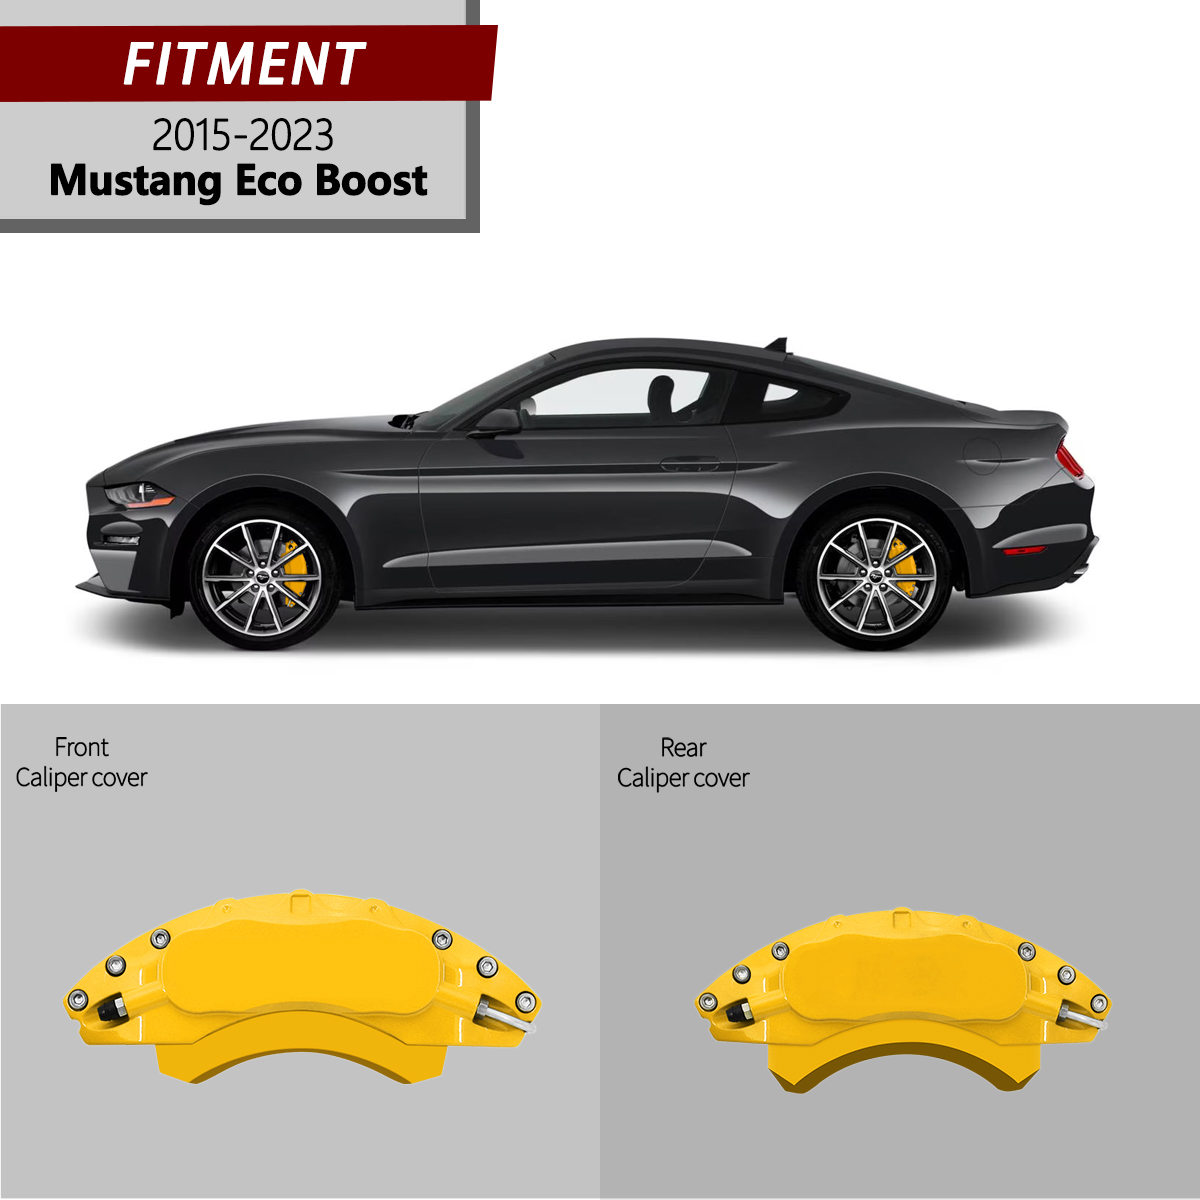 FITMENT
2015-2023
Mustang Eco Boost
Front
Caliper cover
Rear
Caliper cover